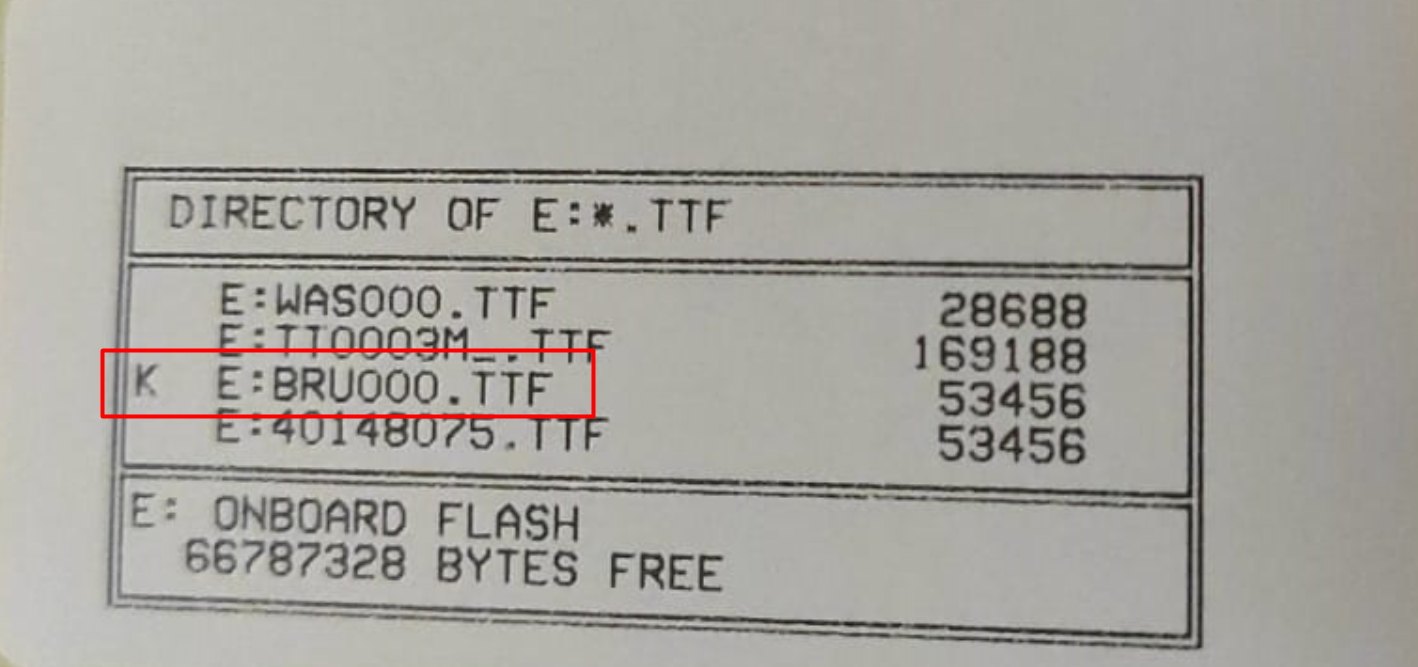 DIRECTORY OF E:*.TTF
E:WAS000.TTF 28688
E:TT0003M_.TTF 169188
K E:BRU000.TTF 53456
E:40148075.TTF 53456
E: ONBOARD FLASH
66787328 BYTES FREE